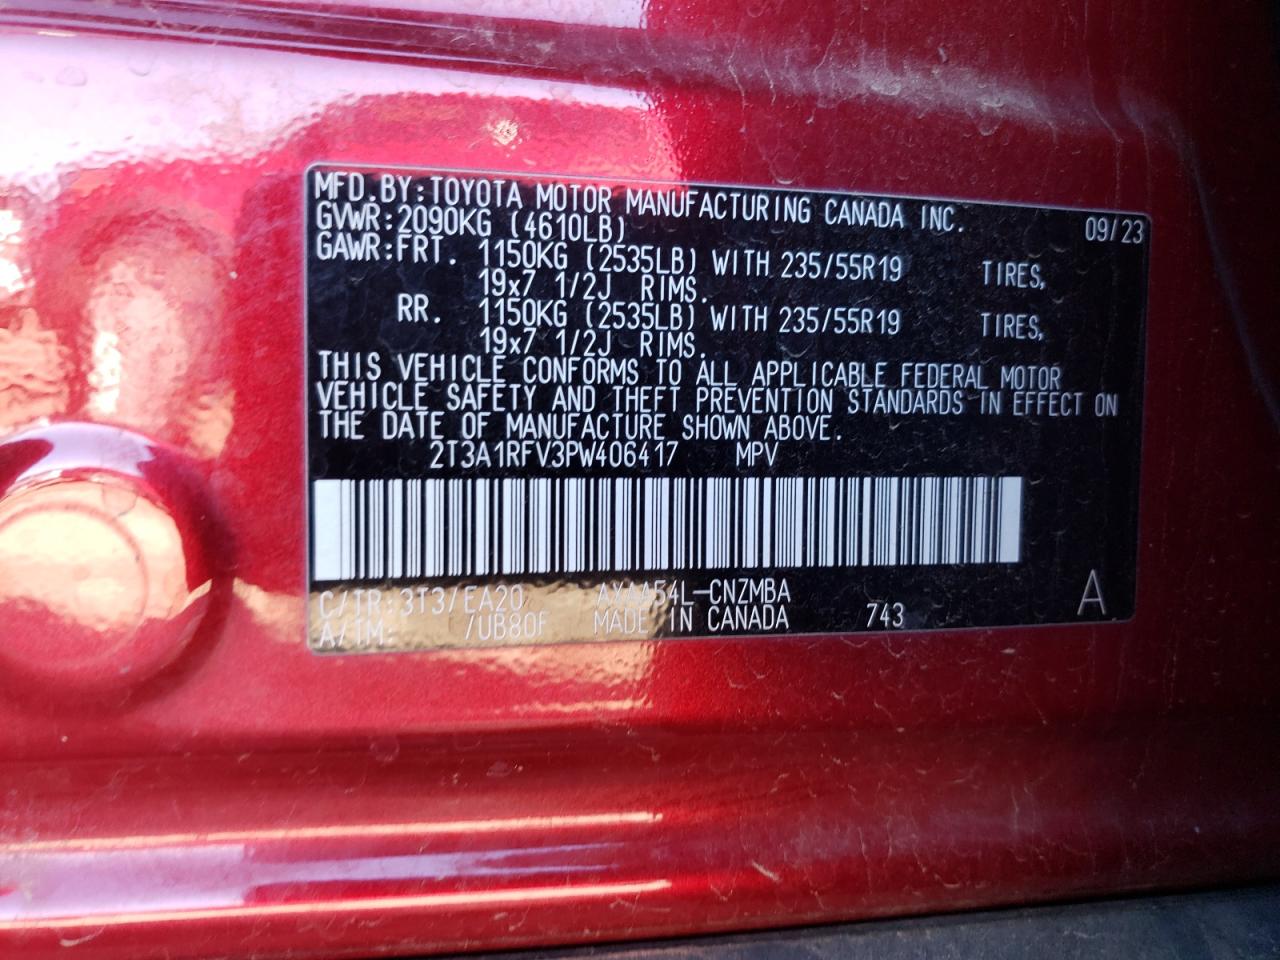 MFD.BY:TOYOTA MOTOR MANUFACTURING CANADA INC. 09/23
GVWR:2090KG (4610LB)
GAWR:FRT. 1150KG (2535LB) WITH 235/55R19 TIRES,
19x7 1/2J RIMS.
RR. 1150KG (2535LB) WITH 235/55R19 TIRES,
19x7 1/2J RIMS.
THIS VEHICLE CONFORMS TO ALL APPLICABLE FEDERAL MOTOR
VEHICLE SAFETY AND THEFT PREVENTION STANDARDS IN EFFECT ON
THE DATE OF MANUFACTURE SHOWN ABOVE.
2T3A1RFV3PW406417 MPV
C/TR:3T3/EA20 AXAA54L-CNZMBA
A/TM: /UB80F MADE IN CANADA 743 A